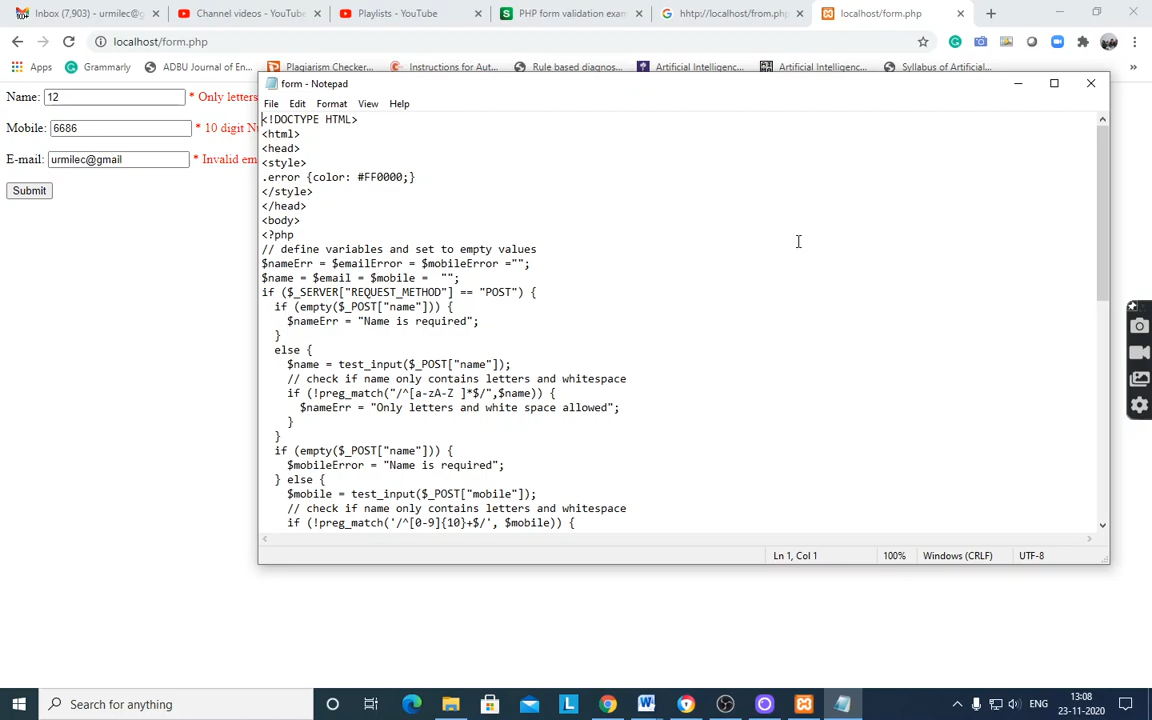 Inbox (7,903) - urmilec@g
Channel videos - YouTube
Playlists - YouTube
PHP form validation exam
hhttp://localhost/from.php
localhost/form.php
localhost/form.php
Apps
Grammarly
ADBU Journal of En...
Plagiarism Checker...
Instructions for Aut...
Rule based diagnos...
Artificial Intelligenc...
Artificial Intelligenc...
Syllabus of Artificial...
»
Name: 12 * Only letters
Mobile: 6686 * 10 digit N
E-mail: urmilec@gmail * Invalid em
Submit
form - Notepad
File Edit Format View Help
<!DOCTYPE HTML>
<html>
<head>
<style>
.error {color: #FF0000;}
</style>
</head>
<body>
<?php
// define variables and set to empty values
$nameErr = $emailError = $mobileError ="";
$name = $email = $mobile =  "";
if ($_SERVER["REQUEST_METHOD"] == "POST") {
  if (empty($_POST["name"])) {
    $nameErr = "Name is required";
  }
  else {
    $name = test_input($_POST["name"]);
    // check if name only contains letters and whitespace
    if (!preg_match("/^[a-zA-Z ]*$/",$name)) {
    $nameErr = "Only letters and white space allowed";
    }
  }
  if (empty($_POST["name"])) {
    $mobileError = "Name is required";
  } else {
    $mobile = test_input($_POST["mobile"]);
    // check if name only contains letters and whitespace
    if (!preg_match('/^[0-9]{10}+$/', $mobile)) {
Ln 1, Col 1
100%
Windows (CRLF)
UTF-8
Search for anything
ENG
13:08
23-11-2020